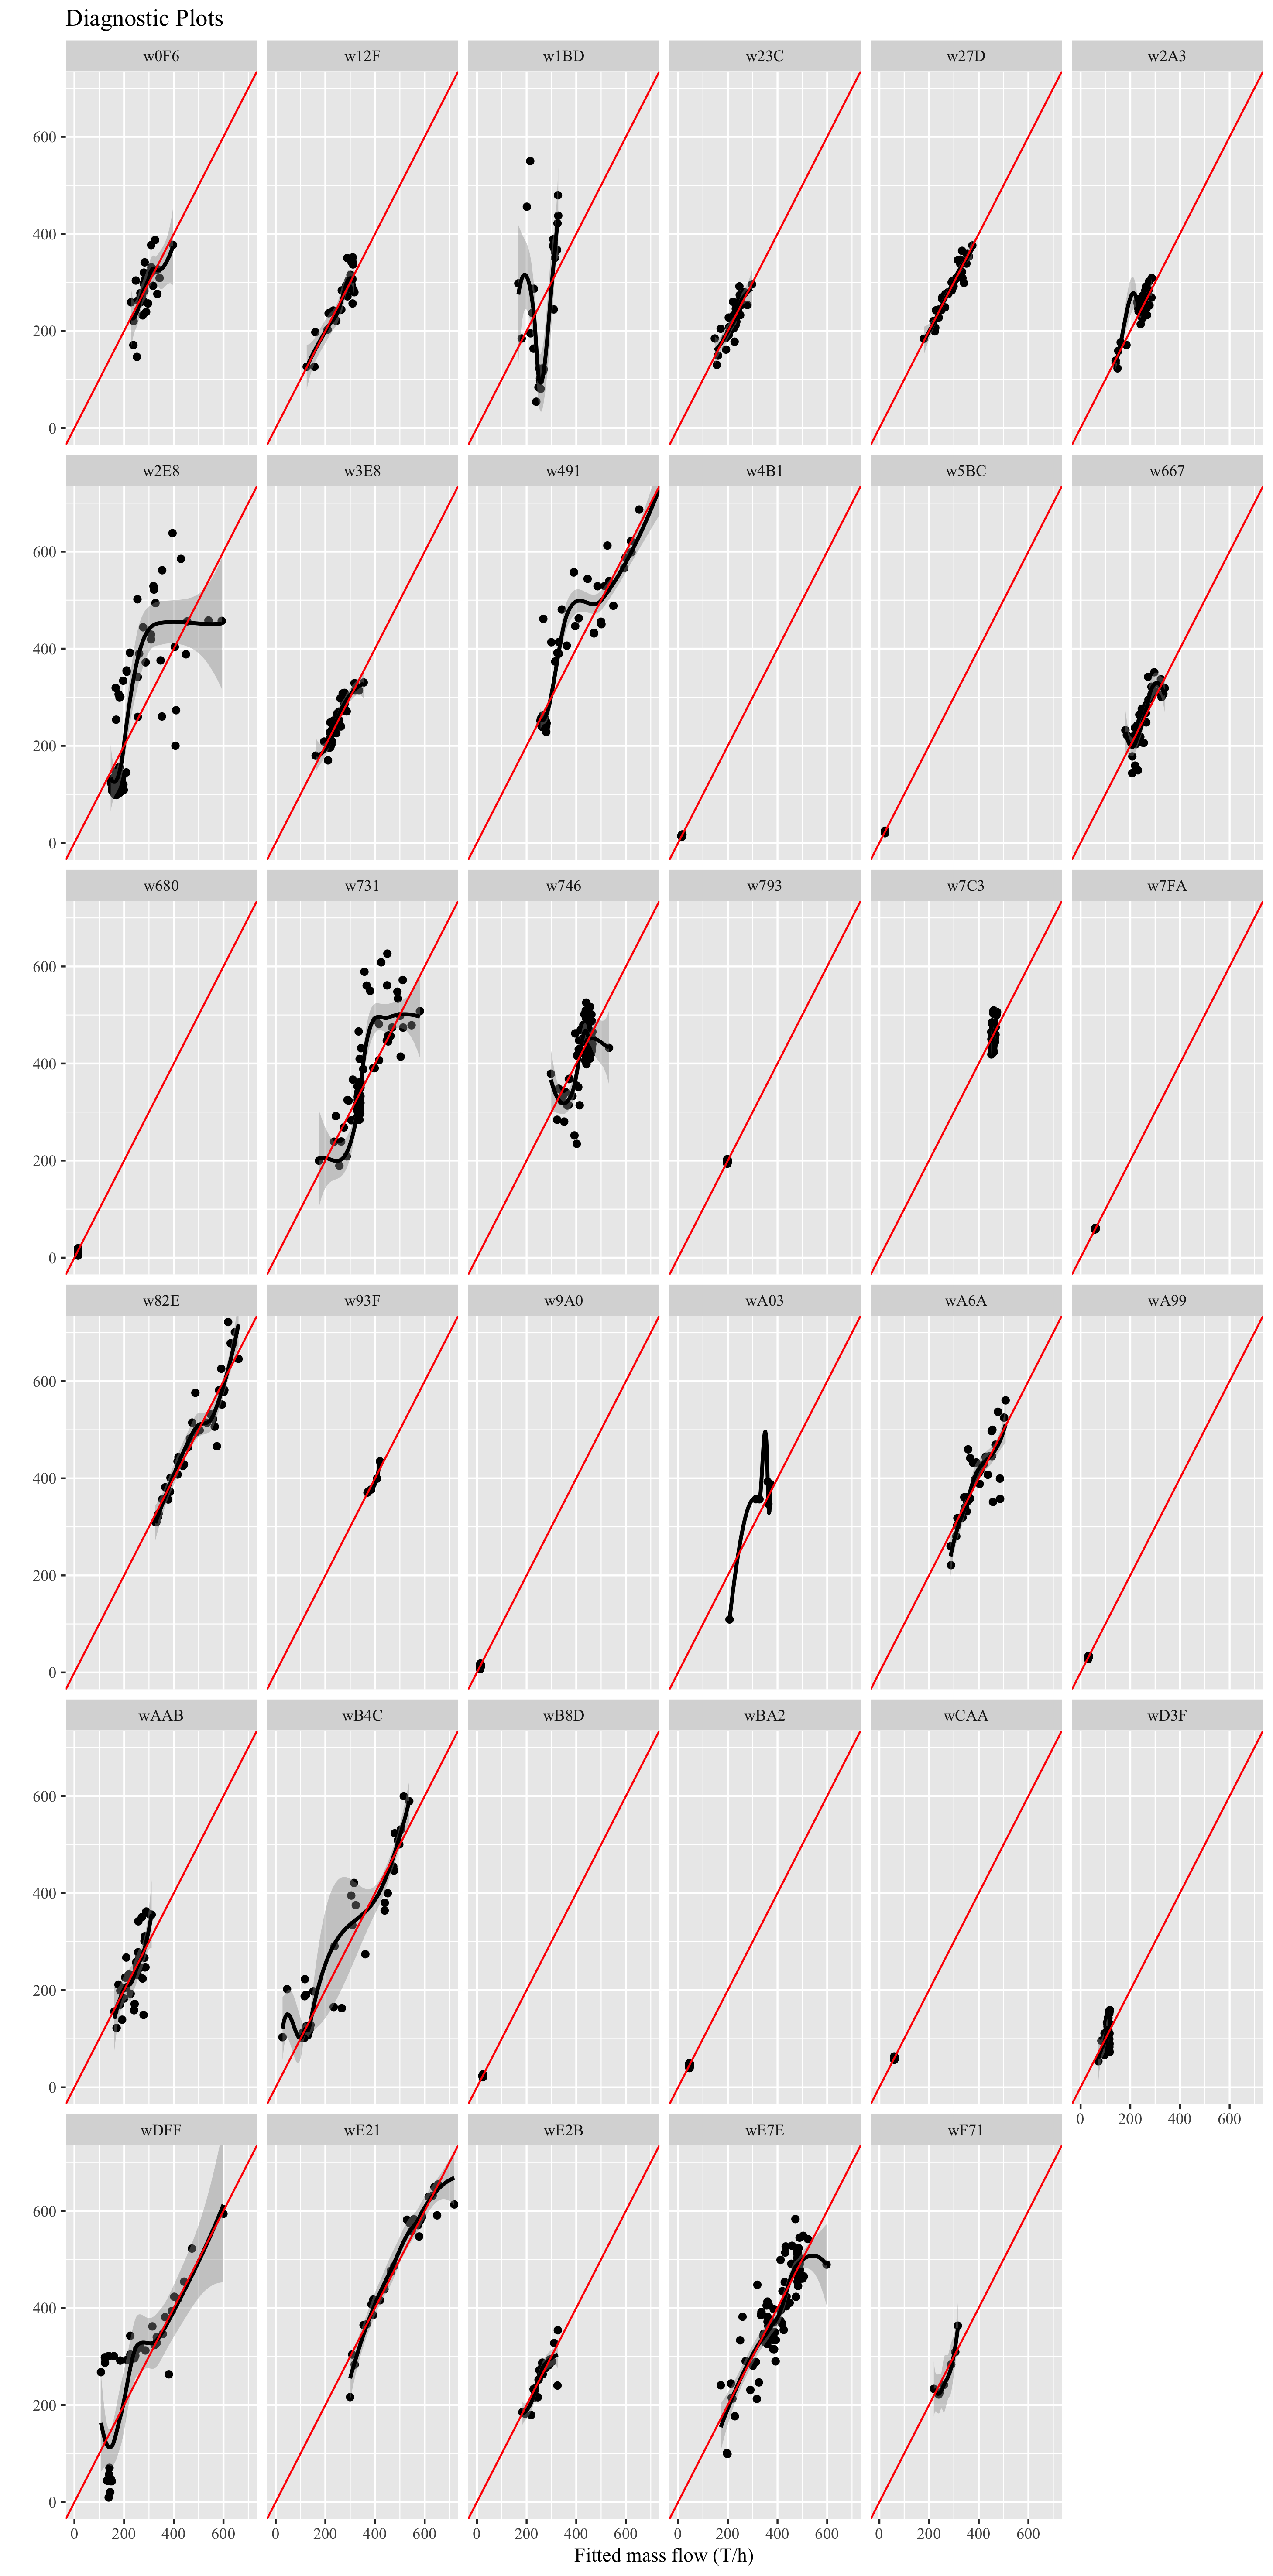 Diagnostic Plots
w0F6 w12F w1BD w23C w27D w2A3
600
400
200
0
w2E8 w3E8 w491 w4B1 w5BC w667
600
400
200
0
w680 w731 w746 w793 w7C3 w7FA
600
400
200
0
w82E w93F w9A0 wA03 wA6A wA99
600
400
200
0
wAAB wB4C wB8D wBA2 wCAA wD3F
600
400
200
0
0 200 400 600
wDFF wE21 wE2B wE7E wF71
600
400
200
0
0 200 400 600 0 200 400 600 0 200 400 600 0 200 400 600 0 200 400 600
Fitted mass flow (T/h)